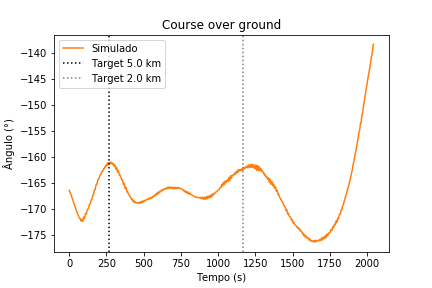 Course over ground
Simulado
Target 5.0 km
Target 2.0 km
Ângulo (°)
−140
−145
−150
−155
−160
−165
−170
−175
0
250
500
750
1000
1250
1500
1750
2000
Tempo (s)